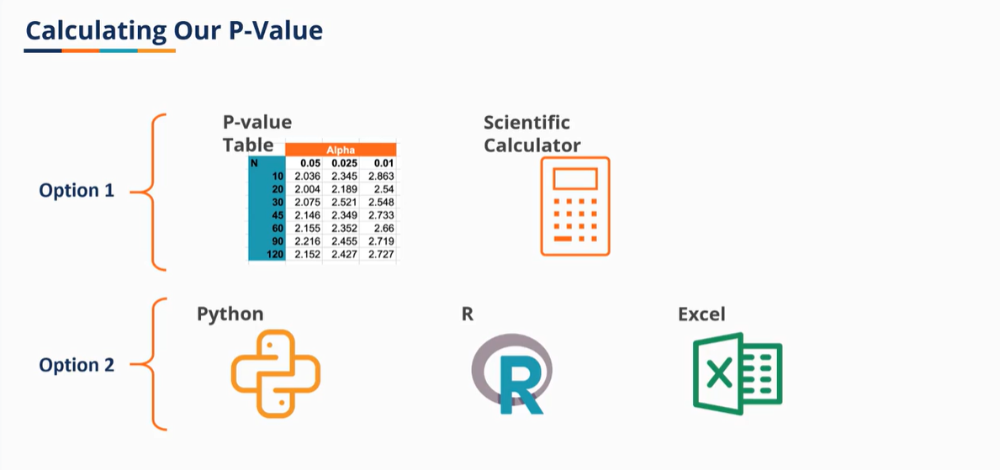 Calculating Our P-Value
Option 1
P-value
Table
Alpha
N 0.05 0.025 0.01
10 2.036 2.345 2.863
20 2.004 2.189 2.54
30 2.075 2.521 2.548
45 2.146 2.349 2.733
60 2.155 2.352 2.66
90 2.216 2.455 2.719
120 2.152 2.427 2.727
Scientific
Calculator
Option 2
Python
R
R
Excel
X